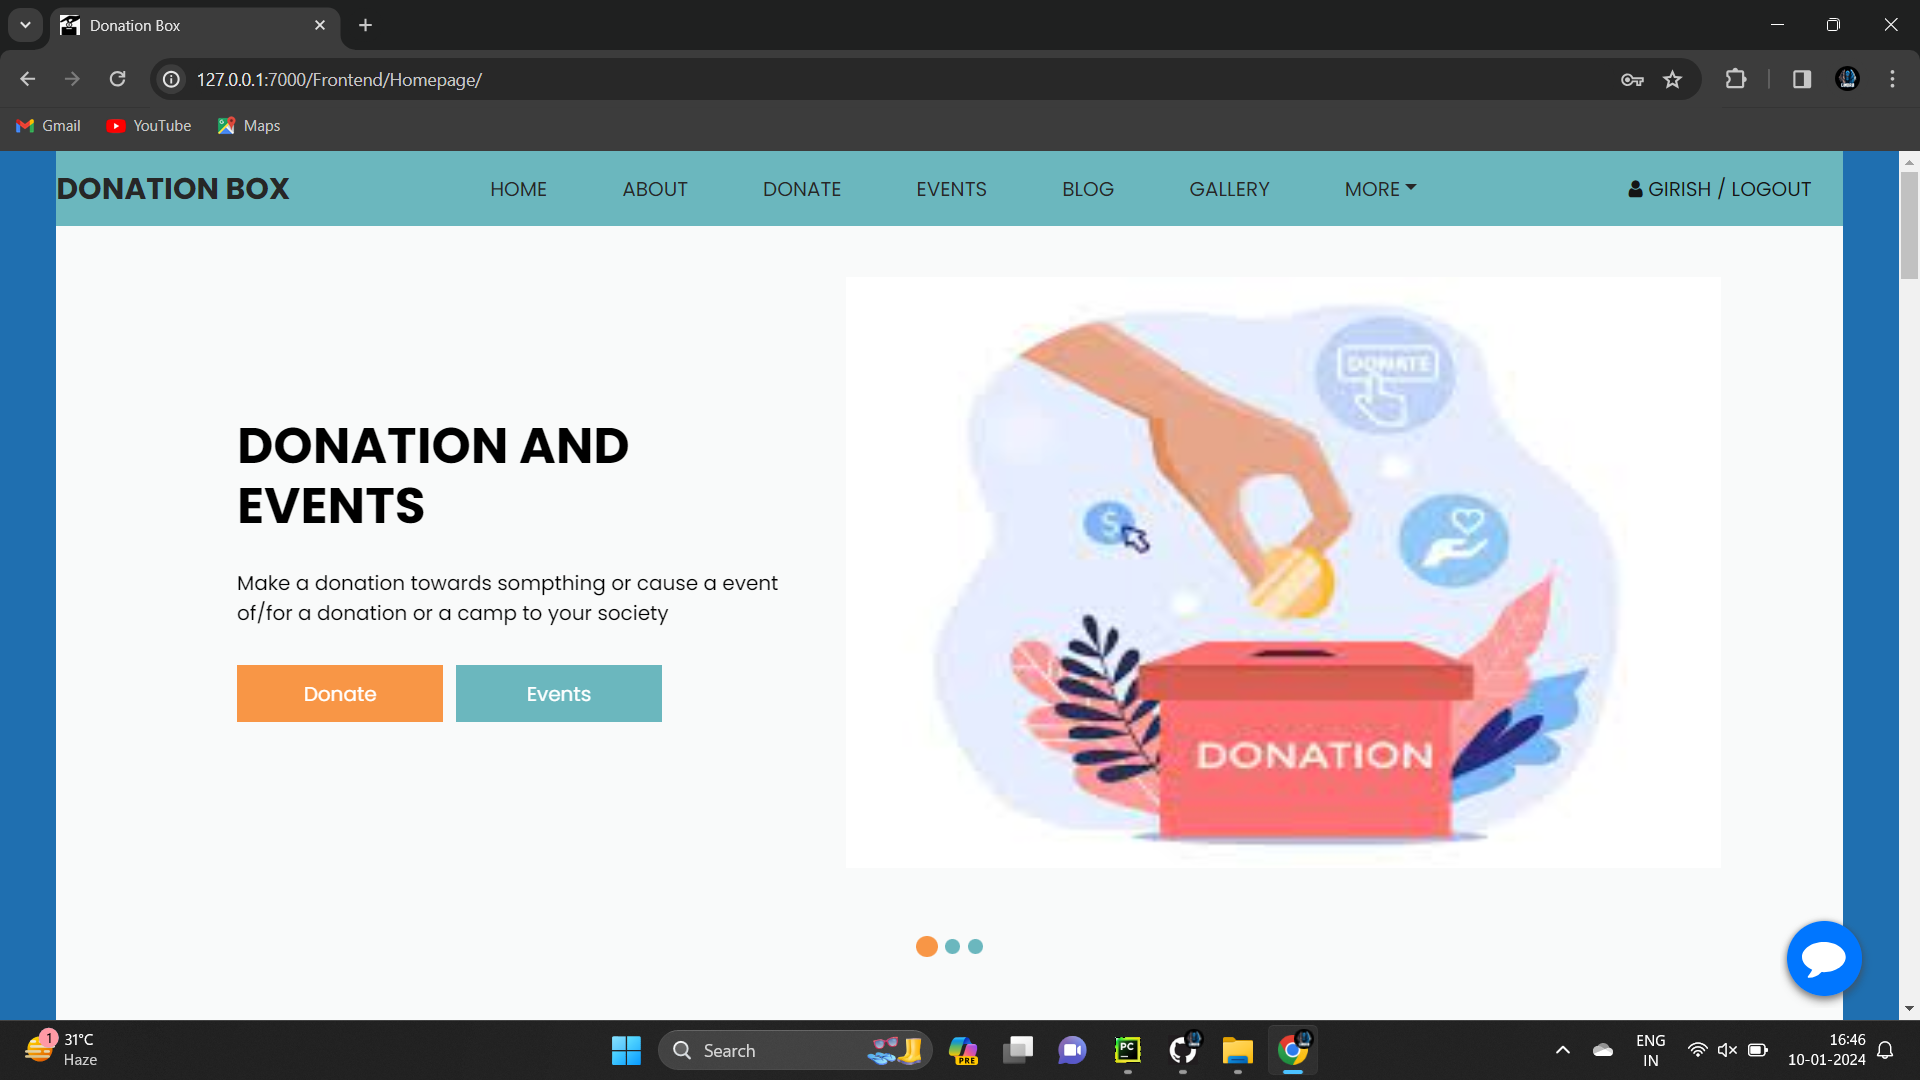 Donation Box
127.0.0.1:7000/Frontend/Homepage/
Gmail YouTube Maps
DONATION BOX HOME ABOUT DONATE EVENTS BLOG GALLERY MORE GIRISH / LOGOUT
DONATE
DONATION AND
EVENTS
$
Make a donation towards sompthing or cause a event
of/for a donation or a camp to your society
Donate Events
DONATION
1 31°C
Haze
Search
PRE
PC
ENG
IN
16:46
10-01-2024